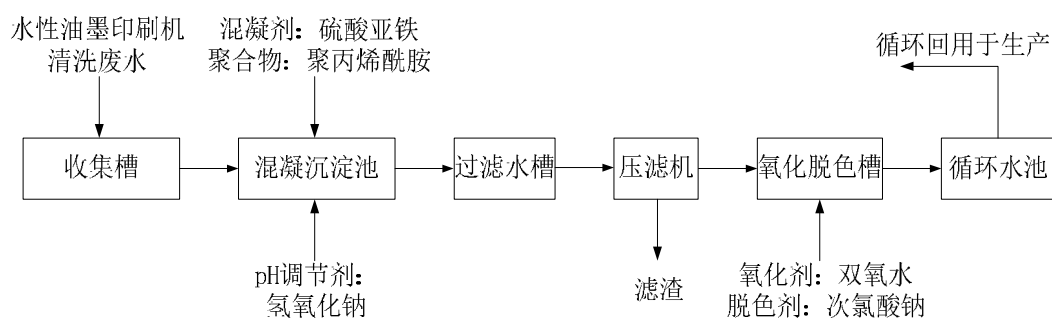 水性油墨印刷机
清洗废水
混凝剂：硫酸亚铁
聚合物：聚丙烯酰胺
循环回用于生产
收集槽
混凝沉淀池
过滤水槽
压滤机
氧化脱色槽
循环水池
pH调节剂：
氢氧化钠
滤渣
氧化剂：双氧水
脱色剂：次氯酸钠